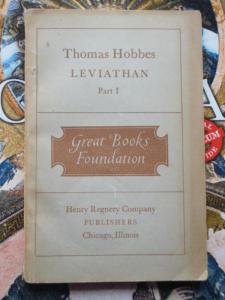 Thomas Hobbes
LEVIATHAN
Part I
Great Books
Foundation
Henry Regnery Company
PUBLISHERS
Chicago, Illinois